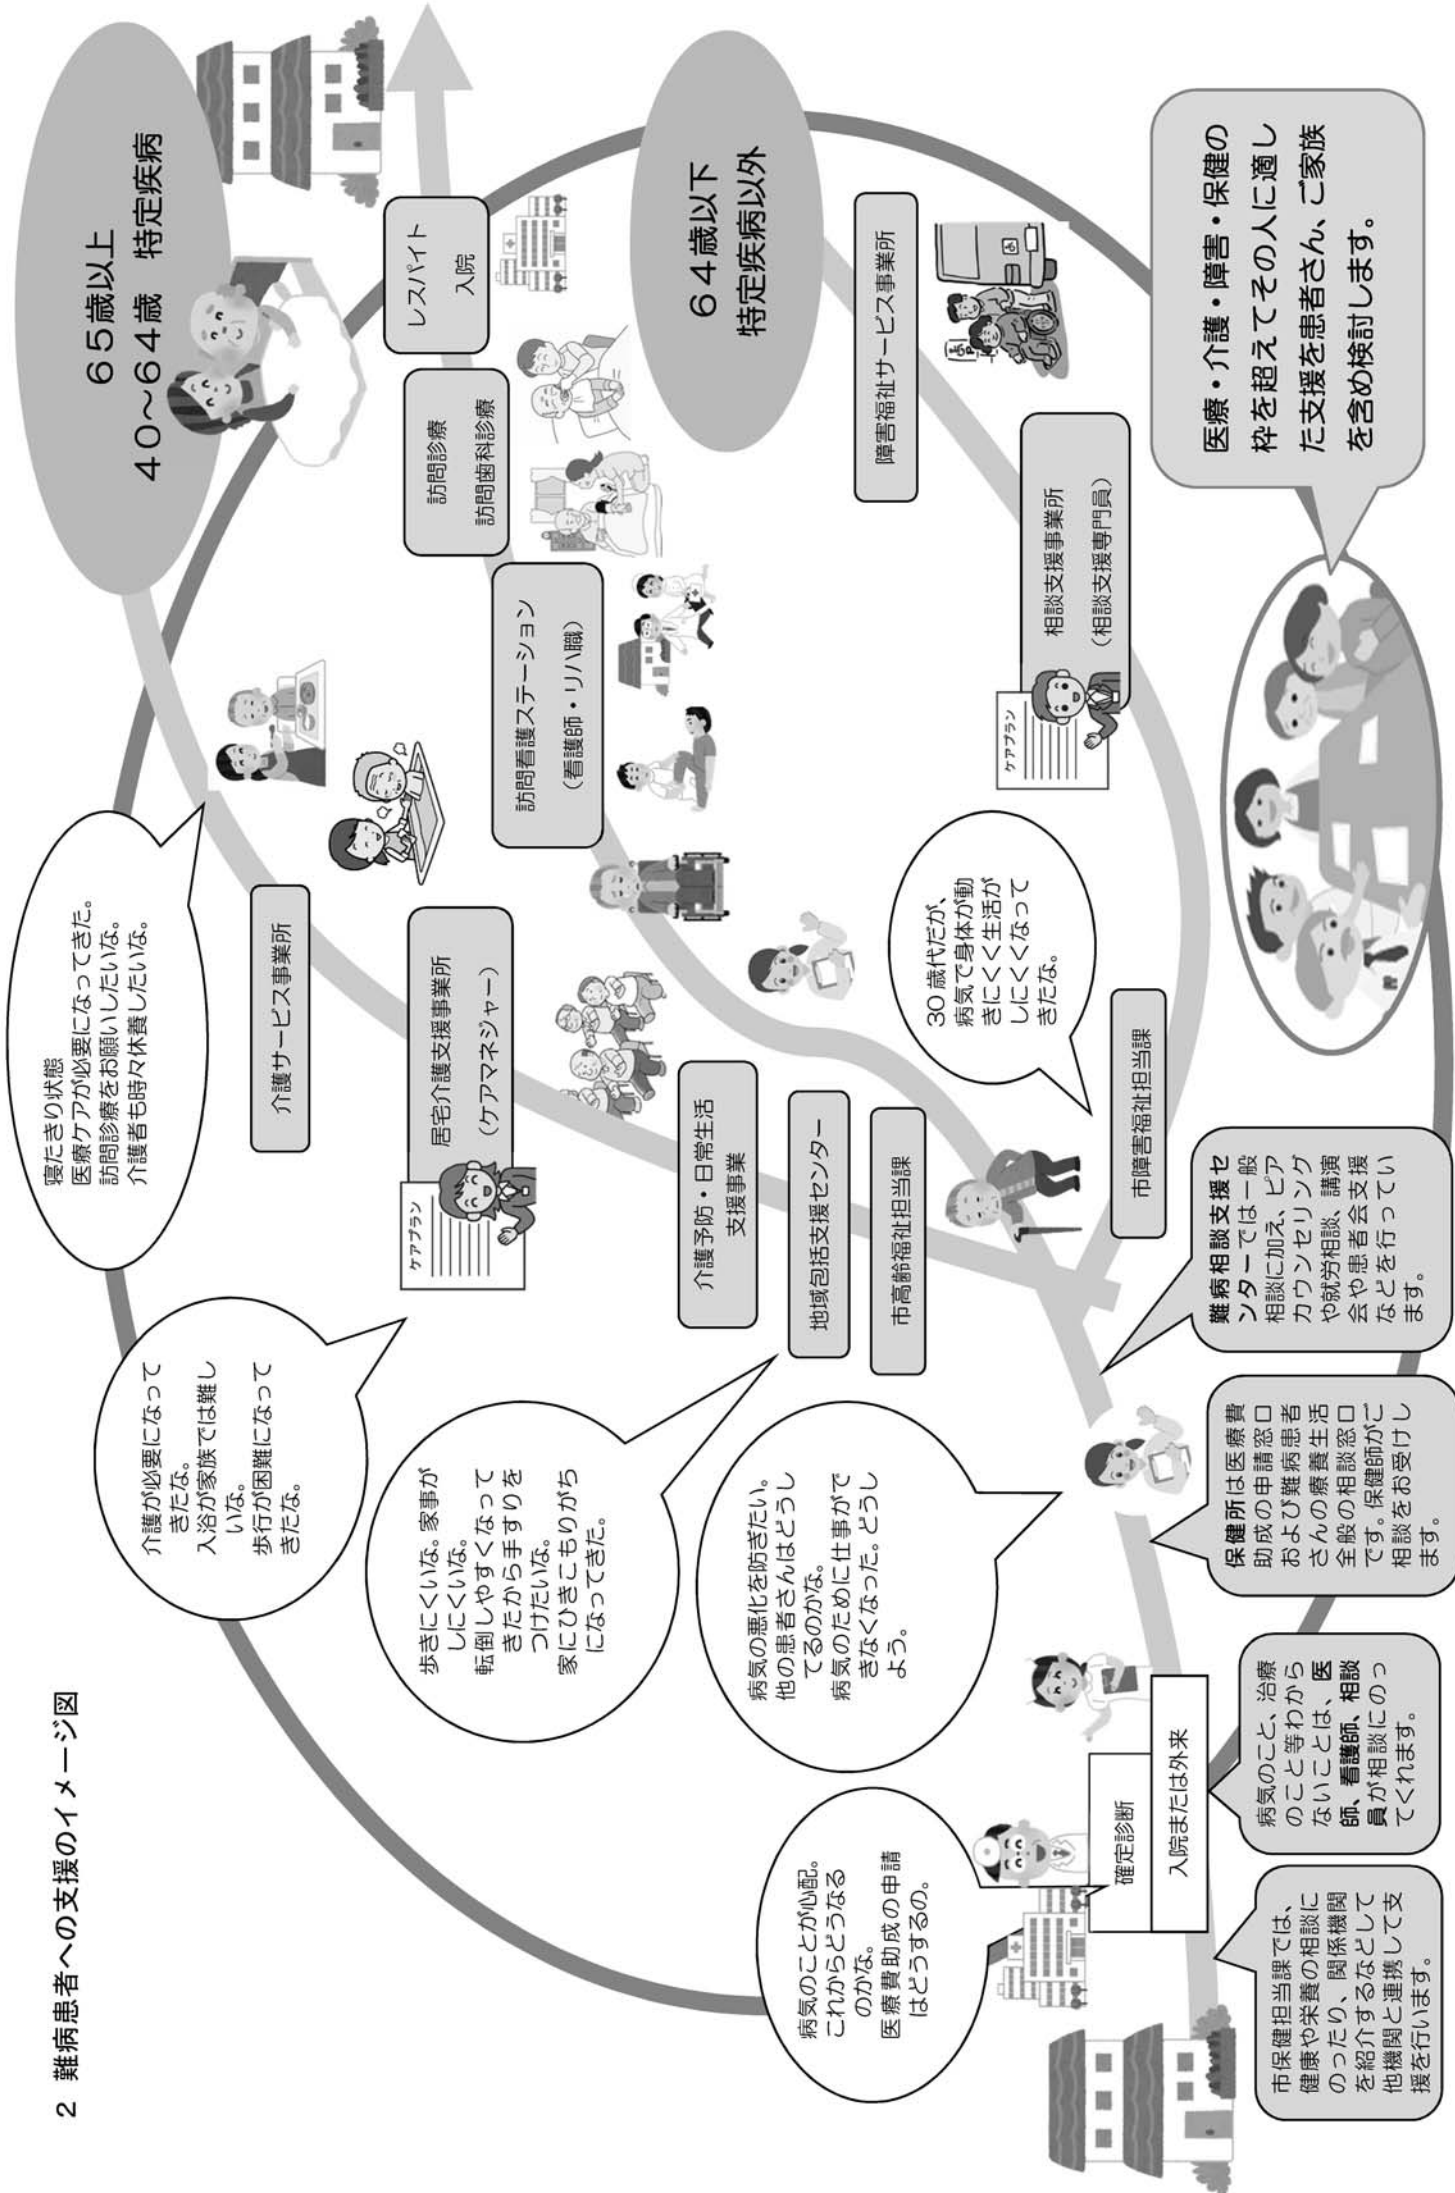 2 難病患者への支援のイメージ図
病気のことが心配。
これからどうなる
のかな。
医療費助成の申請
はどうするの。
確定診断
入院または外来
市保健担当課では、
健康や栄養の相談に
のったり、関係機関
を紹介するなどして
他機関と連携して支
援を行います。
病気のこと、治療
のこと等わから
ないことは、医
師、看護師、相談
員が相談にのっ
てくれます。
病気の悪化を防ぎたい。
他の患者さんはどうし
てるのかな。
病気のために仕事がで
きなくなった。どうし
よう。
保健所は医療費
助成の申請窓口
および難病患者
さんの療養生活
全般の相談窓口
です。保健師がご
相談をお受けし
ます。
難病相談支援セ
ンターでは一般
相談に加え、ピア
カウンセリング
や就労相談、講演
会や患者会支援
などを行ってい
ます。
歩きにくいな。家事が
しにくいな。
転倒しやすくなって
きたから手すりを
つけたいな。
家にひきこもりがち
になってきた。
介護予防・日常生活
支援事業
地域包括支援センター
市高齢福祉担当課
介護が必要になって
きたな。
入浴が家族では難し
いな。
歩行が困難になって
きたな。
ケアプラン
居宅介護支援事業所
(ケアマネジャー)
寝たきり状態
医療ケアが必要になってきた。
訪問診療をお願いしたいな。
介護者も時々休養したいな。
介護サービス事業所
65歳以上
40~64歳 特定疾病
訪問看護ステーション
(看護師・リハ職)
訪問診療
訪問歯科診療
レスパイト
入院
30歳代だが、
病気で身体が動
きにくく生活が
しにくくなって
きたな。
市障害福祉担当課
ケアプラン
相談支援事業所
(相談支援専門員)
障害福祉サービス事業所
64歳以下
特定疾病以外
医療・介護・障害・保健の
枠を超えてその人に適し
た支援を患者さん、ご家族
を含め検討します。